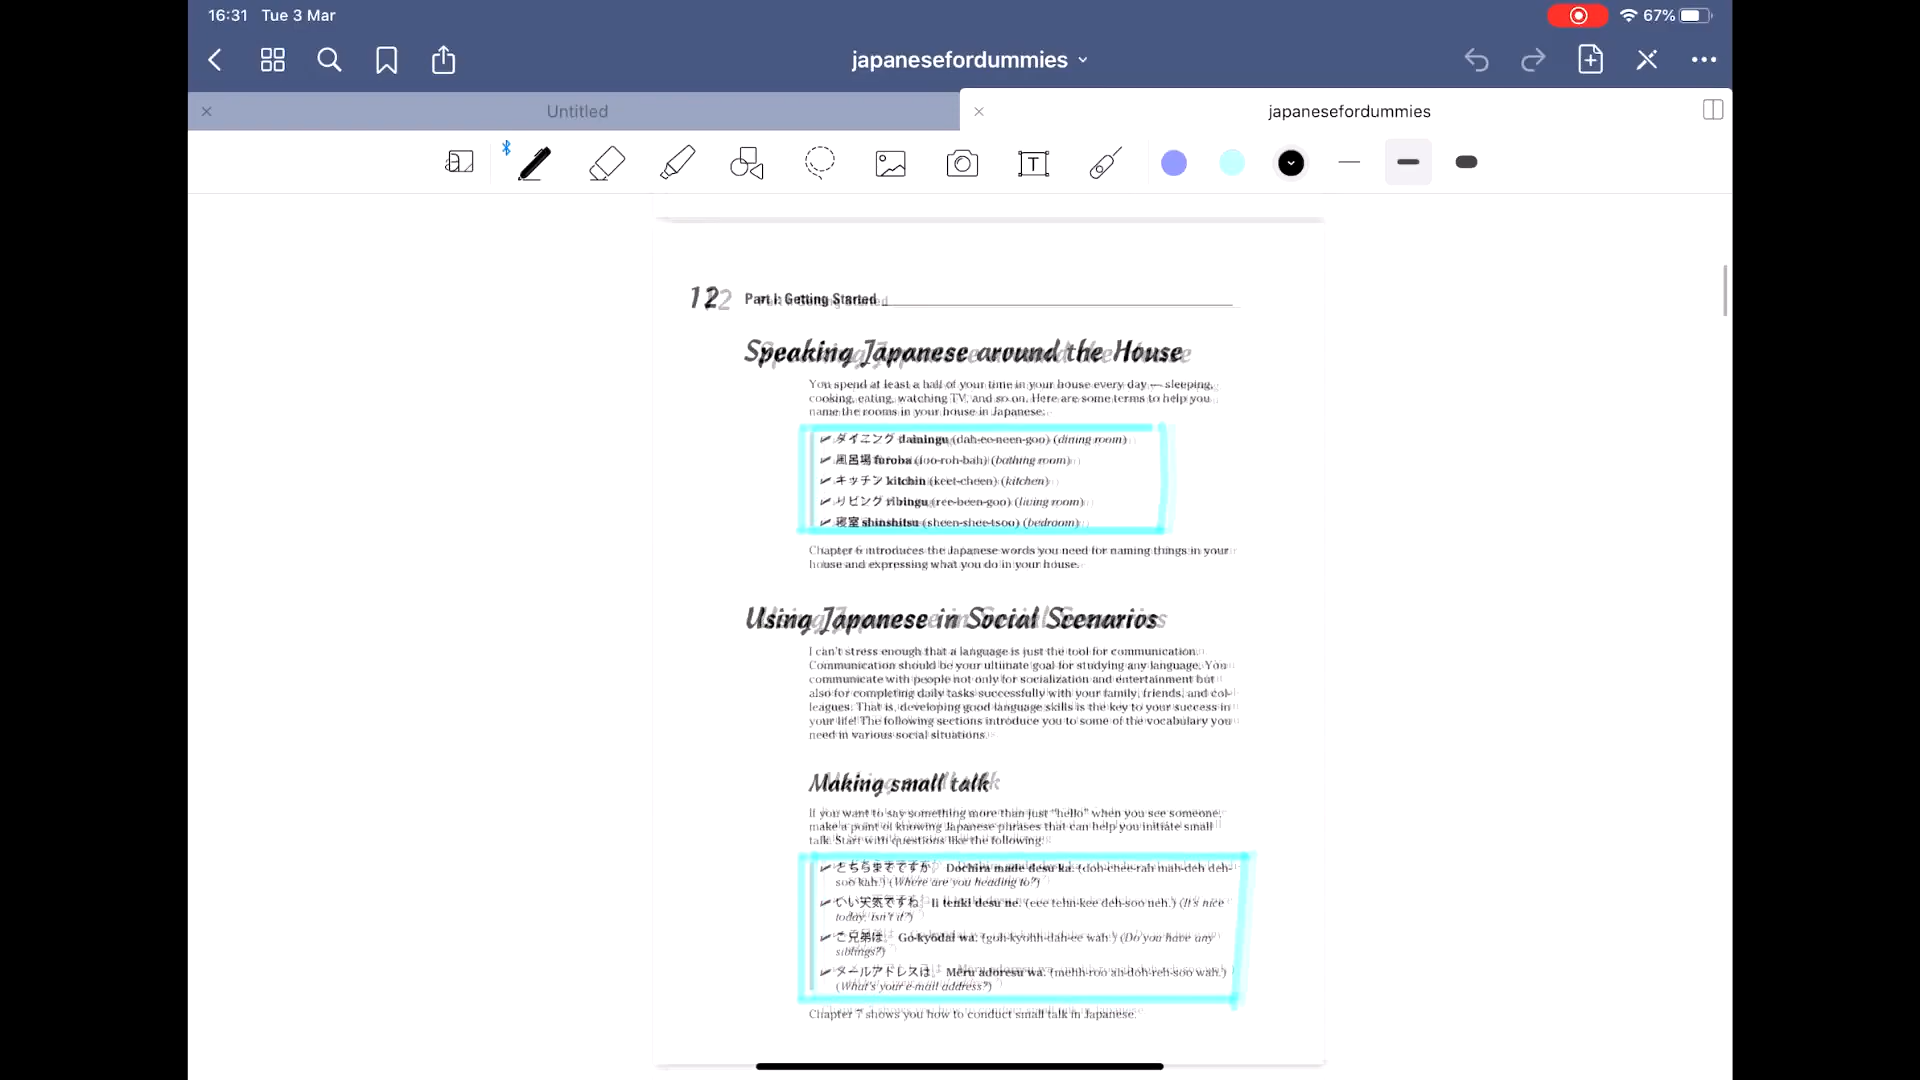 16:31 Tue 3 Mar
67%
japanesefordummies
Untitled
japanesefordummies
12 Part I: Getting Started
Speaking Japanese around the House
You spend at least a half of your time in your house every day — sleeping,
cooking, eating, watching TV, and so on. Here are some terms to help you
name the rooms in your house in Japanese:
ダイニング dainingu (dah-ee-neen-goo) (dining room)
風呂場 furoba (foo-roh-bah) (bathing room)
キッチン kitchin (keet-cheen) (kitchen)
リビング ribingu (ree-been-goo) (living room)
寝室 shinshitsu (sheen-shee-tsoo) (bedroom)
Chapter 6 introduces the Japanese words you need for naming things in your
house and expressing what you do in your house.
Using Japanese in Social Scenarios
I can't stress enough that a language is just the tool for communication.
Communication should be your ultimate goal for studying any language. You
communicate with people not only for socialization and entertainment but
also for completing daily tasks successfully with your family, friends, and col-
leagues. That is, developing good language skills is the key to your success in
your life! The following sections introduce you to some of the vocabulary you
need in various social situations.
Making small talk
If you want to say something more than just "hello" when you see someone,
make a point of knowing Japanese phrases that can help you initiate small
talk. Start with questions like the following:
どちらまでですか。 Dochira made desu ka. (doh-chee-rah mah-deh deh-
soo kah.) (Where are you heading to?)
いい天気ですね。 Ii tenki desu ne. (eee tehn-kee deh-soo neh.) (It's nice
today, isn't it?)
ご兄弟は。 Go-kyōdai wa. (goh-kyohh-dah-ee wah.) (Do you have any
siblings?)
メールアドレスは。 Mēru adoresu wa. (mehh-roo ah-doh-reh-soo wah.)
(What's your e-mail address?)
Chapter 7 shows you how to conduct small talk in Japanese.